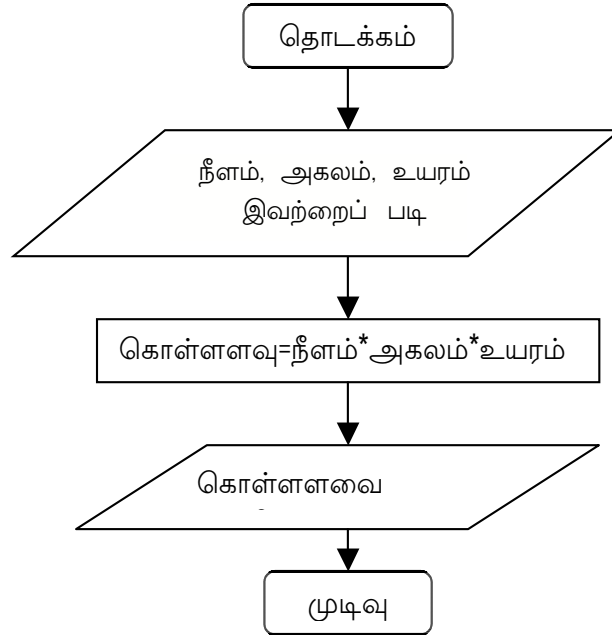 தொடக்கம்
நீளம், அகலம், உயரம்
இவற்றைப் படி
கொள்ளளவு=நீளம்*அகலம்*உயரம்
கொள்ளளவை
முடிவு